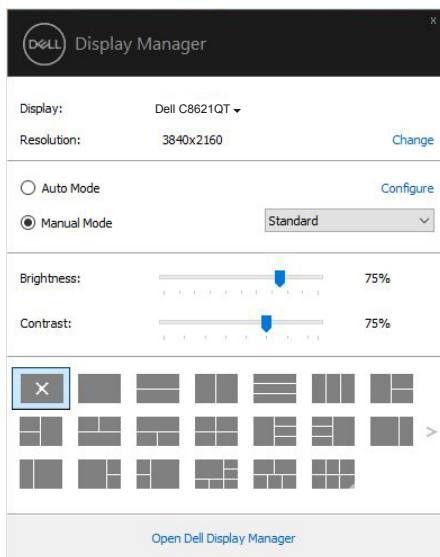 x
DELL Display Manager
Display: Dell C8621QT
Resolution: 3840x2160 Change
Auto Mode Configure
Manual Mode Standard
Brightness: 75%
Contrast: 75%
Open Dell Display Manager